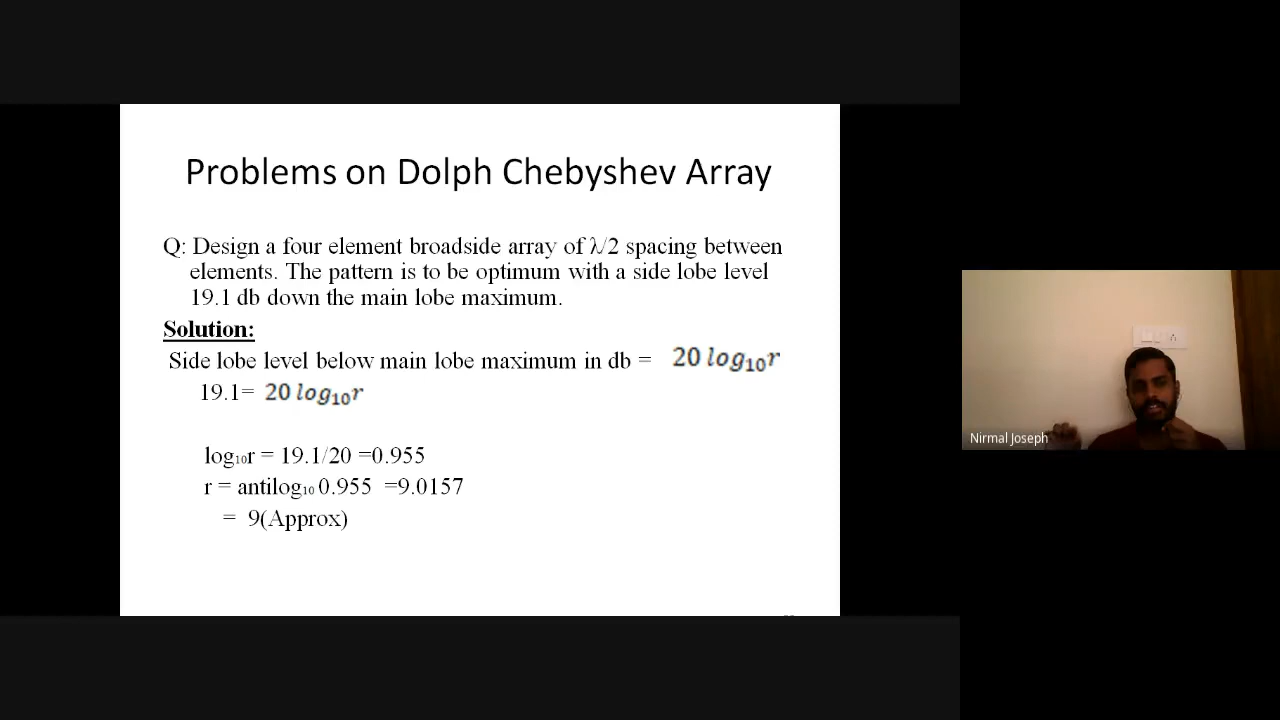 Problems on Dolph Chebyshev Array
Q: Design a four element broadside array of λ/2 spacing between
elements. The pattern is to be optimum with a side lobe level
19.1 db down the main lobe maximum.
Solution:
Side lobe level below main lobe maximum in db = 20 log₁₀r
19.1= 20 log₁₀r
log₁₀r = 19.1/20 =0.955
r = antilog₁₀ 0.955 =9.0157
= 9(Approx)
Nirmal Joseph